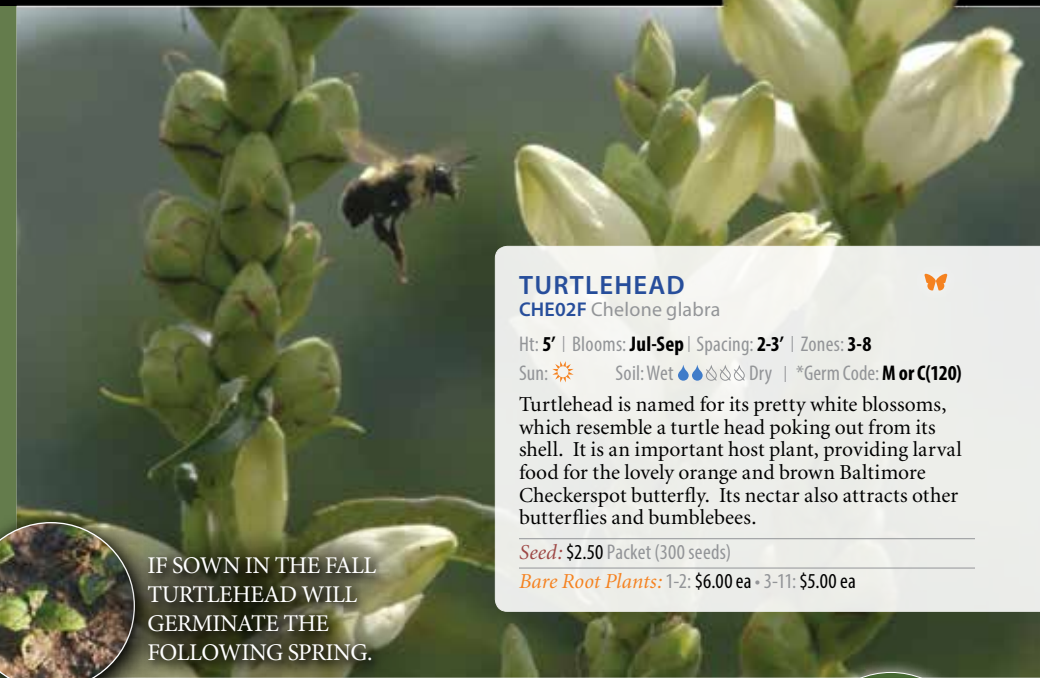 TURTLEHEAD
CHE02F Chelone glabra
Ht: 5′ | Blooms: Jul-Sep | Spacing: 2-3′ | Zones: 3-8
Sun: Soil: Wet Dry | *Germ Code: M or C(120)
Turtlehead is named for its pretty white blossoms,
which resemble a turtle head poking out from its
shell. It is an important host plant, providing larval
food for the lovely orange and brown Baltimore
Checkerspot butterfly. Its nectar also attracts other
butterflies and bumblebees.
Seed: $2.50 Packet (300 seeds)
Bare Root Plants: 1-2: $6.00 ea • 3-11: $5.00 ea
IF SOWN IN THE FALL
TURTLEHEAD WILL
GERMINATE THE
FOLLOWING SPRING.